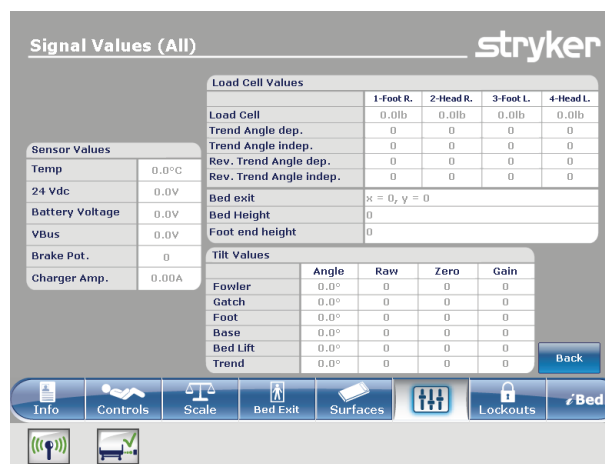 Signal Values (All)
stryker
Load Cell Values
1-Foot R. 2-Head R. 3-Foot L. 4-Head L.
Load Cell 0.0lb 0.0lb 0.0lb 0.0lb
Trend Angle dep. 0 0 0 0
Trend Angle indep. 0 0 0 0
Rev. Trend Angle dep. 0 0 0 0
Rev. Trend Angle indep. 0 0 0 0
Bed exit x = 0, y = 0
Bed Height 0
Foot end height 0
Sensor Values
Temp 0.0°C
24 Vdc 0.0V
Battery Voltage 0.0V
VBus 0.0V
Brake Pot. 0
Charger Amp. 0.00A
Tilt Values
Angle Raw Zero Gain
Fowler 0.0° 0 0 0
Gatch 0.0° 0 0 0
Foot 0.0° 0 0 0
Base 0.0° 0 0 0
Bed Lift 0.0° 0 0 0
Trend 0.0° 0 0 0
Back
Info Controls Scale Bed Exit Surfaces Lockouts iBed